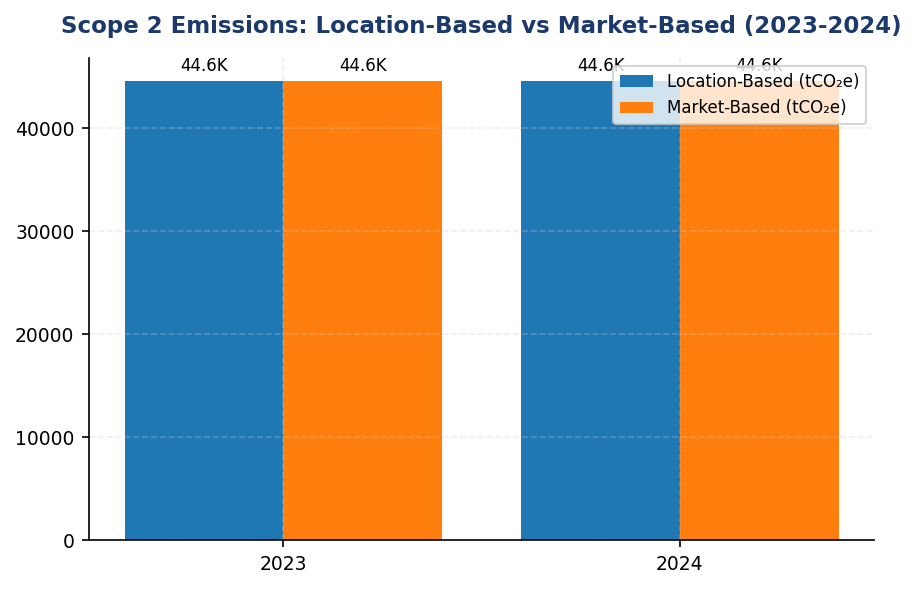 Scope 2 Emissions: Location-Based vs Market-Based (2023-2024)
44.6K 44.6K 44.6K 44.6K
Location-Based (tCO₂e)
Market-Based (tCO₂e)
40000
30000
20000
10000
0
2023 2024